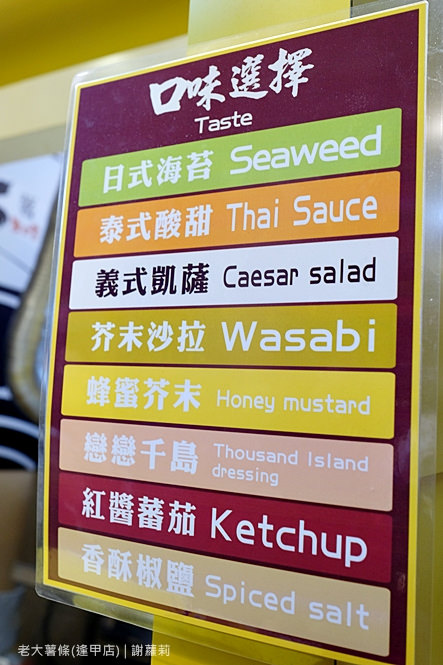 口味選擇
Taste
日式海苔 Seaweed
泰式酸甜 Thai Sauce
義式凱薩 Caesar salad
芥末沙拉 Wasabi
蜂蜜芥末 Honey mustard
戀戀千島 Thousand Island
dressing
紅醬蕃茄 Ketchup
香酥椒鹽 Spiced salt
老大薯條(逢甲店) | 謝蘿莉